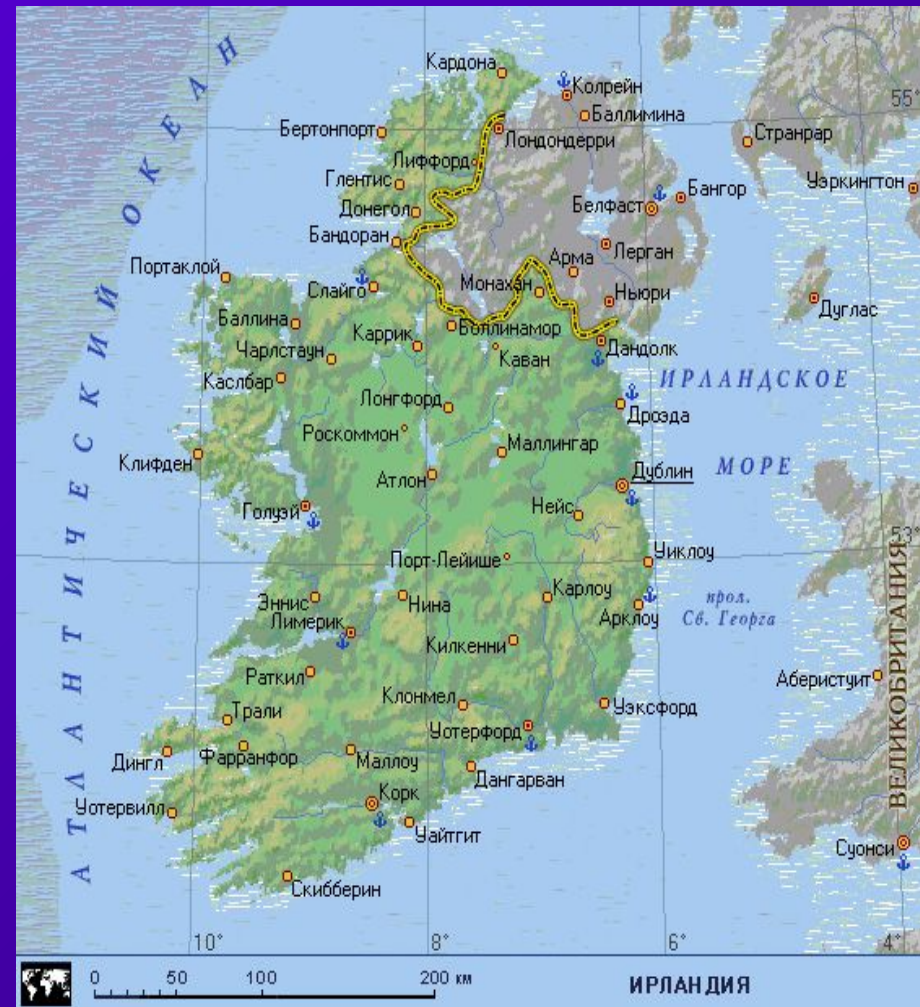 АТЛАНТИЧЕСКИЙ ОКЕАН
Кардона
Колрейн
Баллимина
55°
Бертонпорт
Лондондерри
Странрар
Лиффорд
Глентис
Уэркингтон
Бангор
Донегол
Белфаст
Бандоран
Лерган
Арма
Портаклой
Слайго
Монахан
Ньюри
Дуглас
Баллина
Каррик
Боллинамор
Чарлстаун
Каван
Дандолк
Каслбар
ИРЛАНДСКОЕ
Лонгфорд
Дрозда
Роскоммон
Маллингар
Клифден
Атлон
Дублин
МОРЕ
Голуэй
Нейс
53°
Порт-Лейише
Уиклоу
Эннис
Нина
Карлоу
прол.
Св. Георга
Лимерик
Арклоу
Килкенни
Раткил
Аберистуит
Клонмел
Уэксфорд
ВЕЛИКОБРИТАНИЯ
Трали
Уотерфорд
Дингл
Фарранфор
Маллоу
Дангарван
Корк
Уотервилл
Уайтгит
Суонси
Скибберин
10°
8°
6°
4°
0 50 100 200 км
ИРЛАНДИЯ